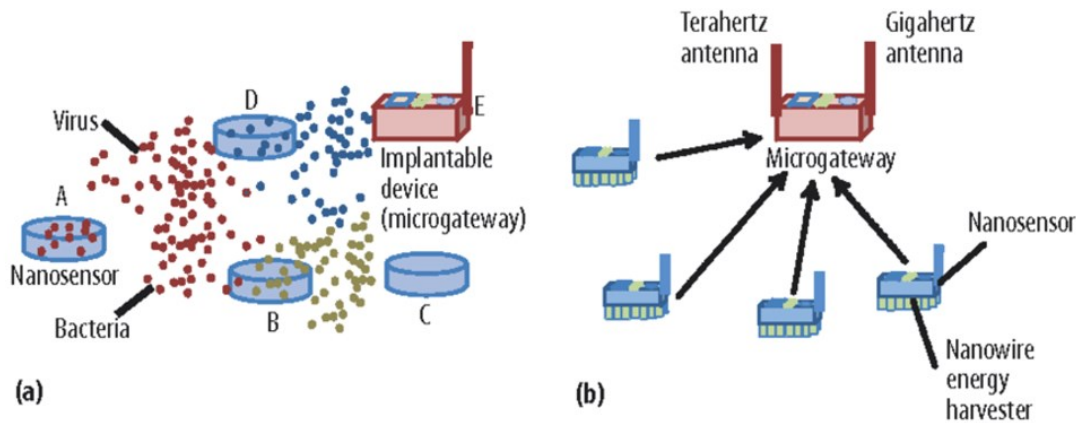 Virus
D
E
A
Implantable
device
(microgateway)
Nanosensor
Bacteria
B
C
(a)
Terahertz
antenna
Gigahertz
antenna
Microgateway
Nanosensor
Nanowire
energy
harvester
(b)